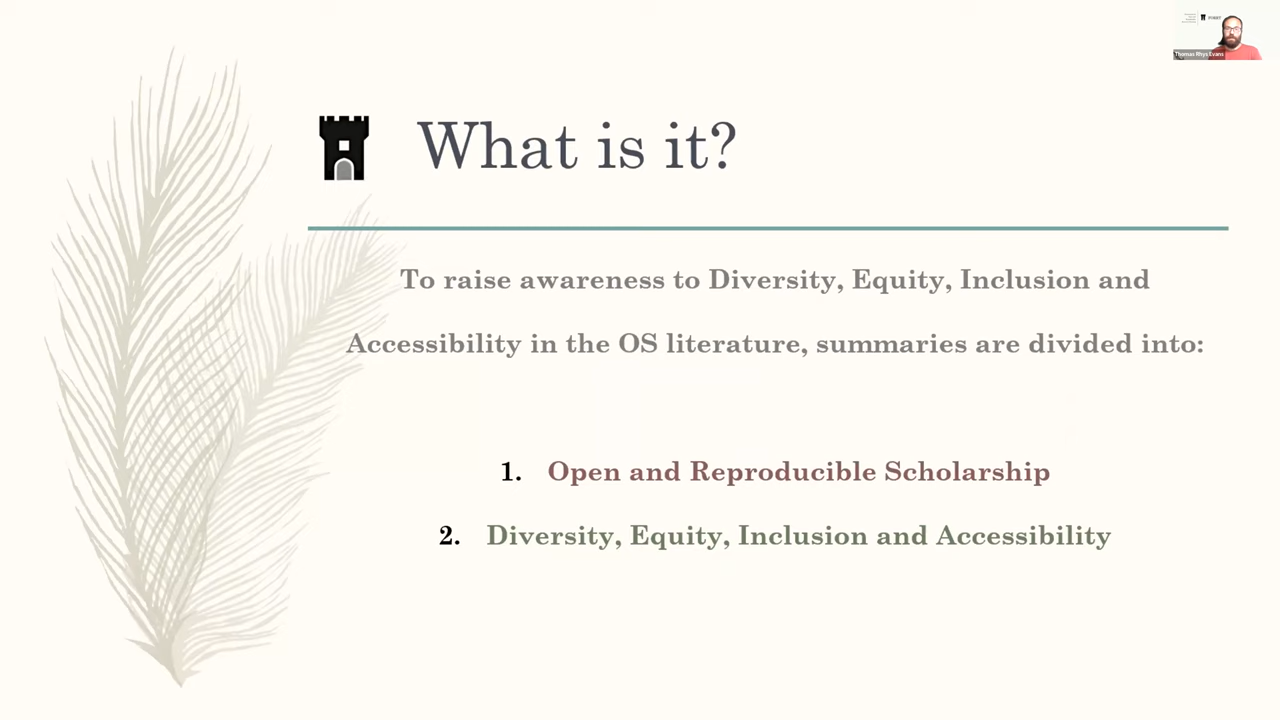 What is it?
To raise awareness to Diversity, Equity, Inclusion and
Accessibility in the OS literature, summaries are divided into:
1. Open and Reproducible Scholarship
2. Diversity, Equity, Inclusion and Accessibility
Thomas Rhys Evans